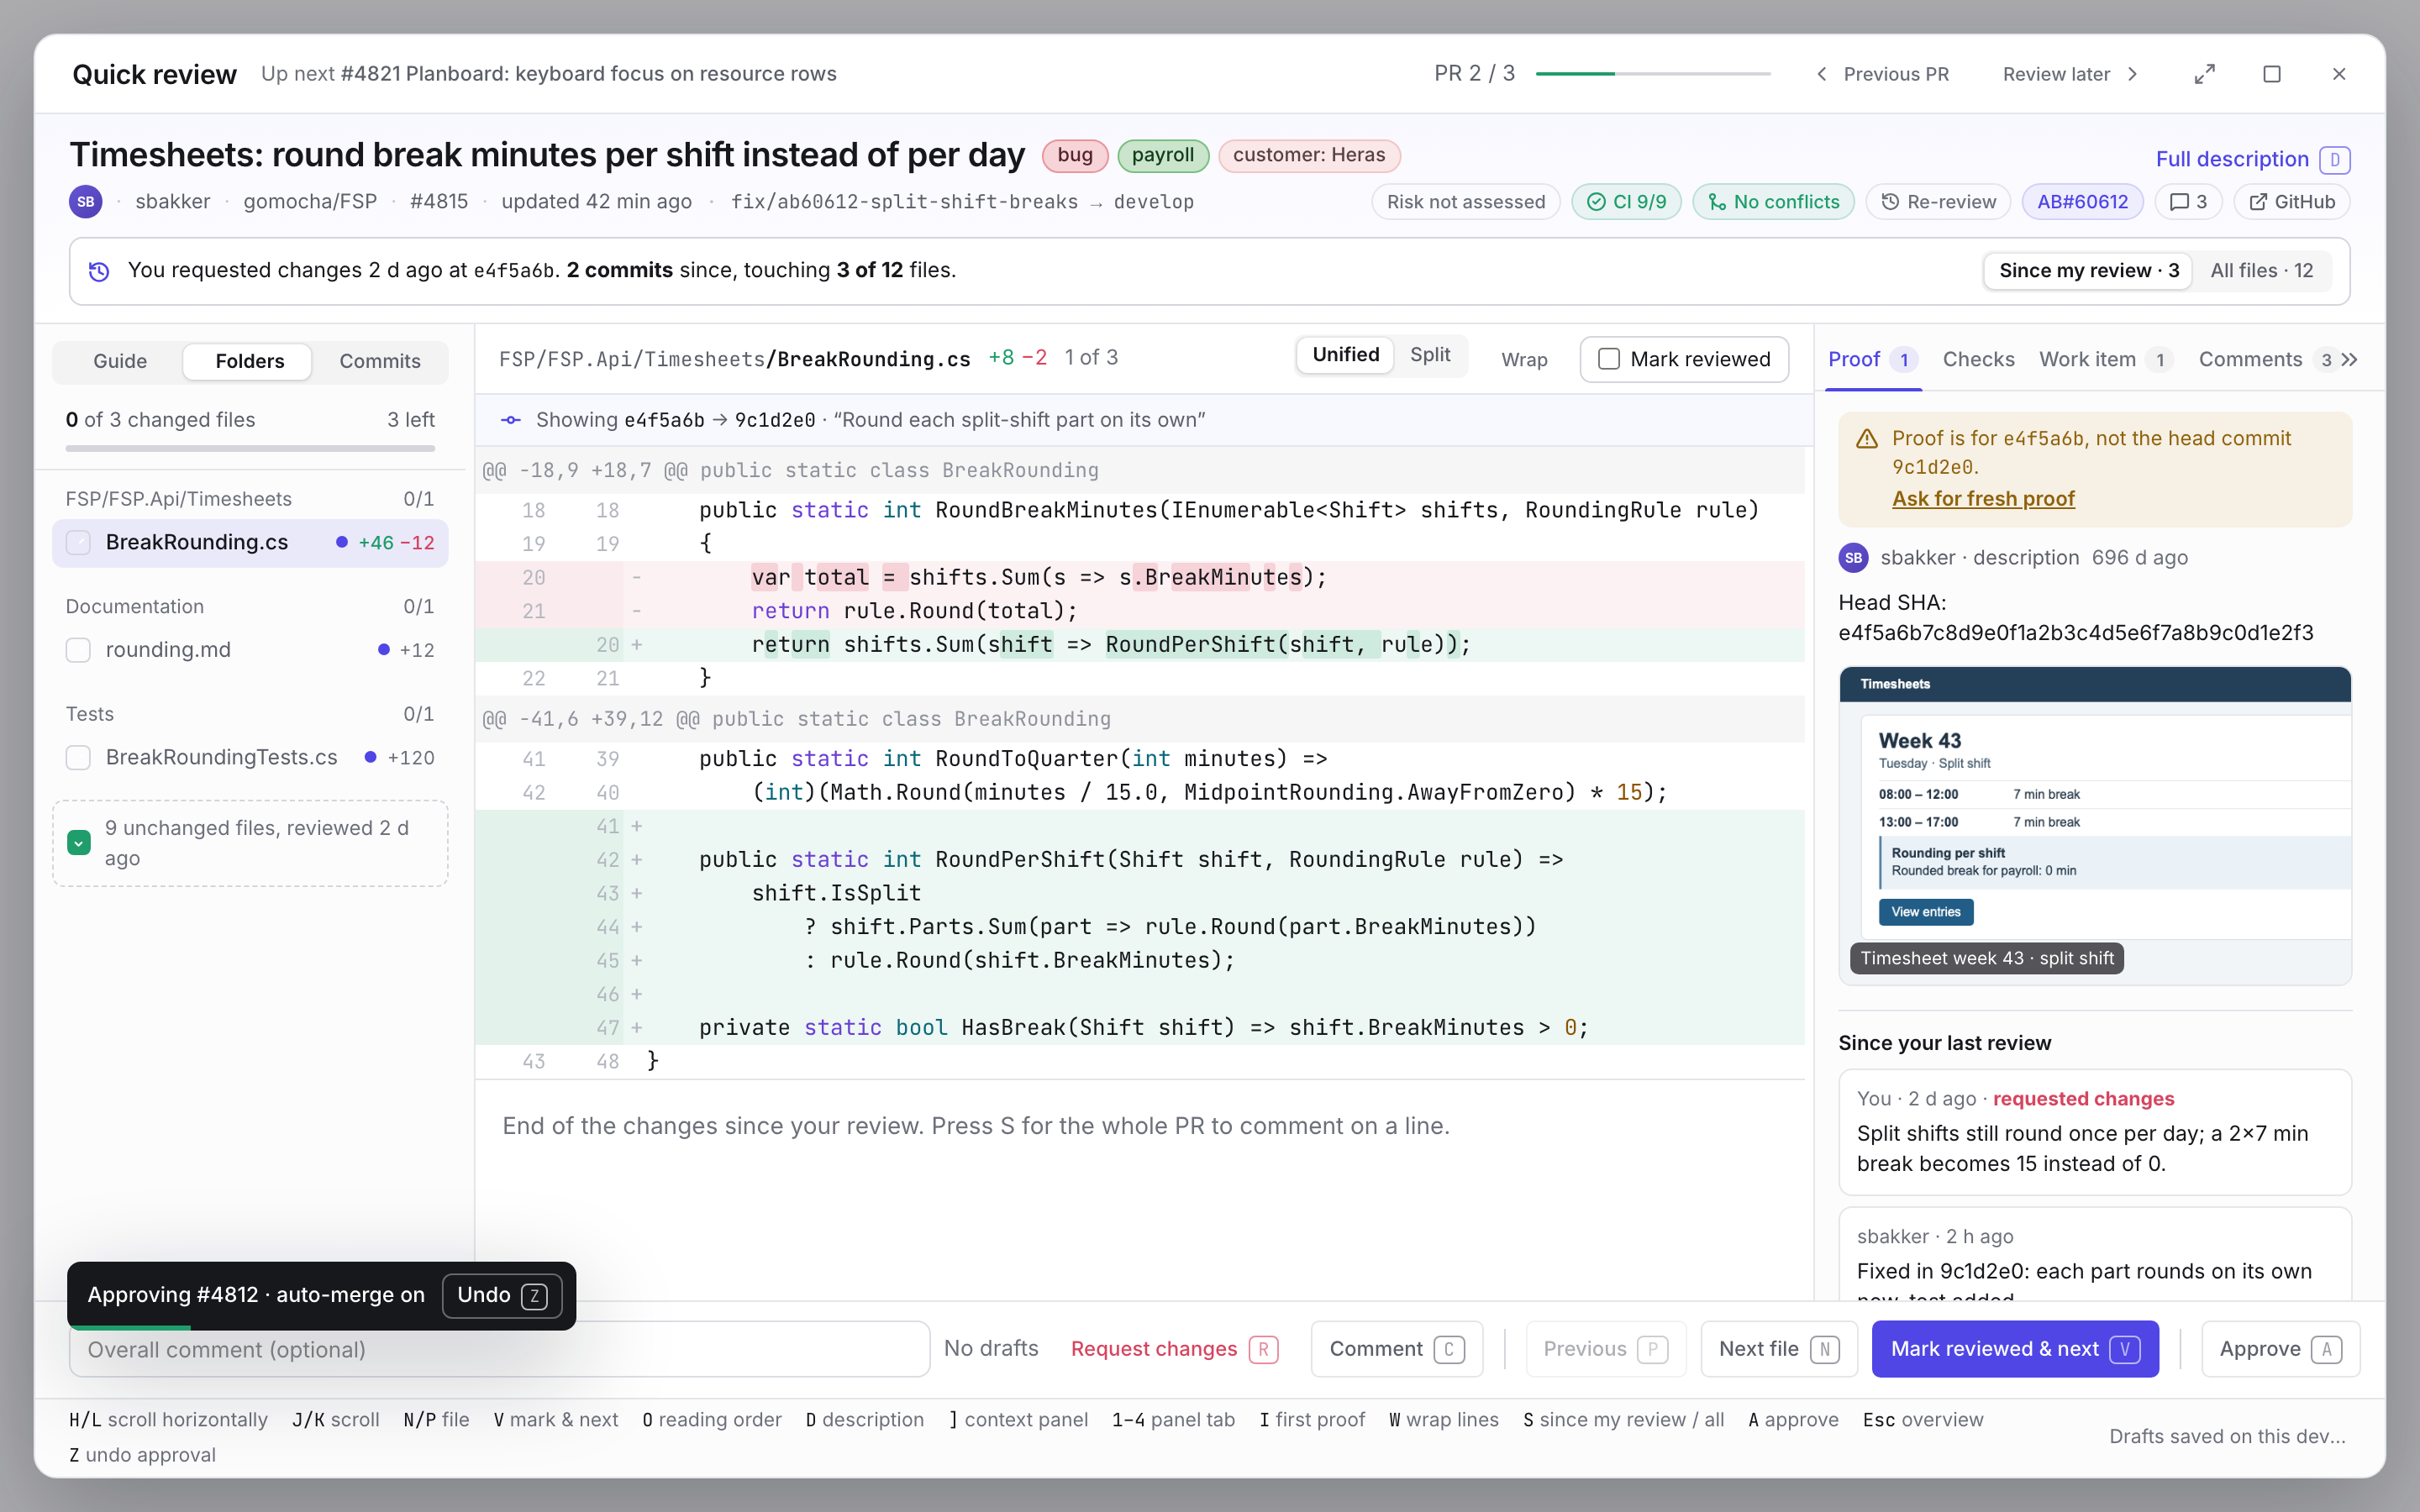 Quick review
Up next #4821 Planboard: keyboard focus on resource rows
PR 2 / 3
Previous PR
Review later
Timesheets: round break minutes per shift instead of per day
bug
payroll
customer: Heras
Full description D
SB · sbakker · gomocha/FSP · #4815 · updated 42 min ago · fix/ab60612-split-shift-breaks → develop
Risk not assessed
CI 9/9
No conflicts
Re-review
AB#60612
3
GitHub
You requested changes 2 d ago at e4f5a6b. 2 commits since, touching 3 of 12 files.
Since my review · 3
All files · 12
Guide
Folders
Commits
0 of 3 changed files
3 left
FSP/FSP.Api/Timesheets 0/1
BreakRounding.cs +46 −12
Documentation 0/1
rounding.md +12
Tests 0/1
BreakRoundingTests.cs +120
9 unchanged files, reviewed 2 d
ago
FSP/FSP.Api/Timesheets/BreakRounding.cs +8 −2 1 of 3
Unified
Split
Wrap
Mark reviewed
Showing e4f5a6b → 9c1d2e0 · “Round each split-shift part on its own”
@@ -18,9 +18,7 @@ public static class BreakRounding
18 18 public static int RoundBreakMinutes(IEnumerable<Shift> shifts, RoundingRule rule)
19 19 {
20 - var total = shifts.Sum(s => s.BreakMinutes);
21 - return rule.Round(total);
20 + return shifts.Sum(shift => RoundPerShift(shift, rule));
22 21 }
@@ -41,6 +39,12 @@ public static class BreakRounding
41 39 public static int RoundToQuarter(int minutes) =>
42 40 (int)(Math.Round(minutes / 15.0, MidpointRounding.AwayFromZero) * 15);
41 +
42 + public static int RoundPerShift(Shift shift, RoundingRule rule) =>
43 + shift.IsSplit
44 + ? shift.Parts.Sum(part => rule.Round(part.BreakMinutes))
45 + : rule.Round(shift.BreakMinutes);
46 +
47 + private static bool HasBreak(Shift shift) => shift.BreakMinutes > 0;
43 48 }
End of the changes since your review. Press S for the whole PR to comment on a line.
Proof 1
Checks
Work item 1
Comments 3
Proof is for e4f5a6b, not the head commit
9c1d2e0.
Ask for fresh proof
SB sbakker · description 696 d ago
Head SHA:
e4f5a6b7c8d9e0f1a2b3c4d5e6f7a8b9c0d1e2f3
Timesheets
Week 43
Tuesday · Split shift
08:00 – 12:00 7 min break
13:00 – 17:00 7 min break
Rounding per shift
Rounded break for payroll: 0 min
View entries
Timesheet week 43 · split shift
Since your last review
You · 2 d ago · requested changes
Split shifts still round once per day; a 2×7 min
break becomes 15 instead of 0.
sbakker · 2 h ago
Fixed in 9c1d2e0: each part rounds on its own
now, test added
Approving #4812 · auto-merge on
Undo Z
Overall comment (optional)
No drafts
Request changes R
Comment C
Previous P
Next file N
Mark reviewed & next V
Approve A
H/L scroll horizontally J/K scroll N/P file V mark & next O reading order D description ] context panel 1–4 panel tab I first proof W wrap lines S since my review / all A approve Esc overview
Z undo approval
Drafts saved on this dev...